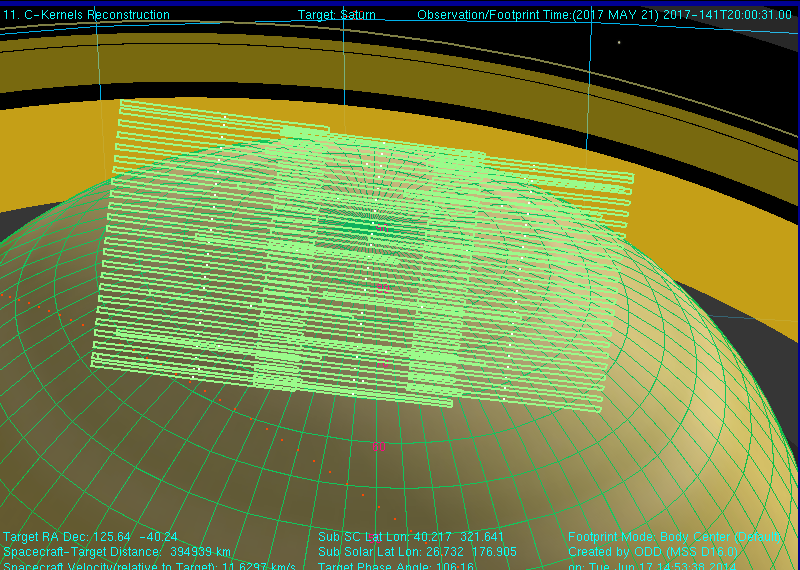 11. C-Kernels Reconstruction Target: Saturn Observation/Footprint Time:(2017 MAY 21) 2017-141T20:00:31.00
Target RA Dec: 125.64 -40.24 Sub SC Lat Lon: 40.217 321.641 Footprint Mode: Body Center (Default)
Spacecraft-Target Distance: 394939 km Sub Solar Lat Lon: 26.732 176.905 Created by ODD (MSS D16.0)
Spacecraft Velocity(relative to Target): 11.6297 km/s Target Phase Angle: 106.16 on: Tue Jun 17 14:53:36 2014